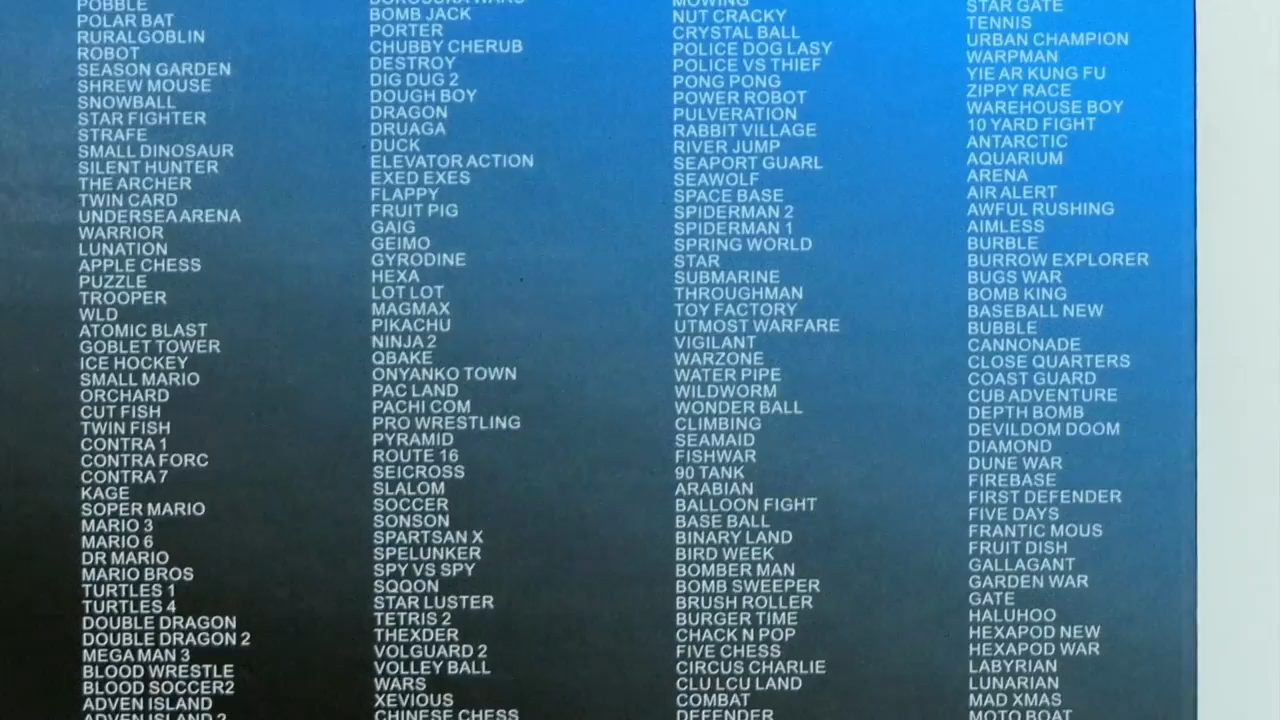 POBBLE
POLAR BAT
RURALGOBLIN
ROBOT
SEASON GARDEN
SHREW MOUSE
SNOWBALL
STAR FIGHTER
STRAFE
SMALL DINOSAUR
SILENT HUNTER
THE ARCHER
TWIN CARD
UNDERSEA ARENA
WARRIOR
LUNATION
APPLE CHESS
PUZZLE
TROOPER
WLD
ATOMIC BLAST
GOBLET TOWER
ICE HOCKEY
SMALL MARIO
ORCHARD
CUT FISH
TWIN FISH
CONTRA 1
CONTRA FORC
CONTRA 7
KAGE
SOPER MARIO
MARIO 3
MARIO 6
DR MARIO
MARIO BROS
TURTLES 1
TURTLES 4
DOUBLE DRAGON
DOUBLE DRAGON 2
MEGA MAN 3
BLOOD WRESTLE
BLOOD SOCCER2
ADVEN ISLAND
ADVEN ISLAND 2
BOMB JACK
PORTER
CHUBBY CHERUB
DESTROY
DIG DUG 2
DOUGH BOY
DRAGON
DRUAGA
DUCK
ELEVATOR ACTION
EXED EXES
FLAPPY
FRUIT PIG
GAIG
GEIMO
GYRODINE
HEXA
LOT LOT
MAGMAX
PIKACHU
NINJA 2
QBAKE
ONYANKO TOWN
PAC LAND
PACHI COM
PRO WRESTLING
PYRAMID
ROUTE 16
SEICROSS
SLALOM
SOCCER
SONSON
SPARTSAN X
SPELUNKER
SPY VS SPY
SQQON
STAR LUSTER
TETRIS 2
THEXDER
VOLGUARD 2
VOLLEY BALL
WARS
XEVIOUS
CHINESE CHESS
MOWING
NUT CRACKY
CRYSTAL BALL
POLICE DOG LASY
POLICE VS THIEF
PONG PONG
POWER ROBOT
PULVERATION
RABBIT VILLAGE
RIVER JUMP
SEAPORT GUARL
SEAWOLF
SPACE BASE
SPIDERMAN 2
SPIDERMAN 1
SPRING WORLD
STAR
SUBMARINE
THROUGHMAN
TOY FACTORY
UTMOST WARFARE
VIGILANT
WARZONE
WATER PIPE
WILDWORM
WONDER BALL
CLIMBING
SEAMAID
FISHWAR
90 TANK
ARABIAN
BALLOON FIGHT
BASE BALL
BINARY LAND
BIRD WEEK
BOMBER MAN
BOMB SWEEPER
BRUSH ROLLER
BURGER TIME
CHACK N POP
FIVE CHESS
CIRCUS CHARLIE
CLU LCU LAND
COMBAT
DEFENDER
STAR GATE
TENNIS
URBAN CHAMPION
WARPMAN
YIE AR KUNG FU
ZIPPY RACE
WAREHOUSE BOY
10 YARD FIGHT
ANTARCTIC
AQUARIUM
ARENA
AIR ALERT
AWFUL RUSHING
AIMLESS
BURBLE
BURROW EXPLORER
BUGS WAR
BOMB KING
BASEBALL NEW
BUBBLE
CANNONADE
CLOSE QUARTERS
COAST GUARD
CUB ADVENTURE
DEPTH BOMB
DEVILDOM DOOM
DIAMOND
DUNE WAR
FIREBASE
FIRST DEFENDER
FIVE DAYS
FRANTIC MOUS
FRUIT DISH
GALLAGANT
GARDEN WAR
GATE
HALUHOO
HEXAPOD NEW
HEXAPOD WAR
LABYRIAN
LUNARIAN
MAD XMAS
MOTO BOAT